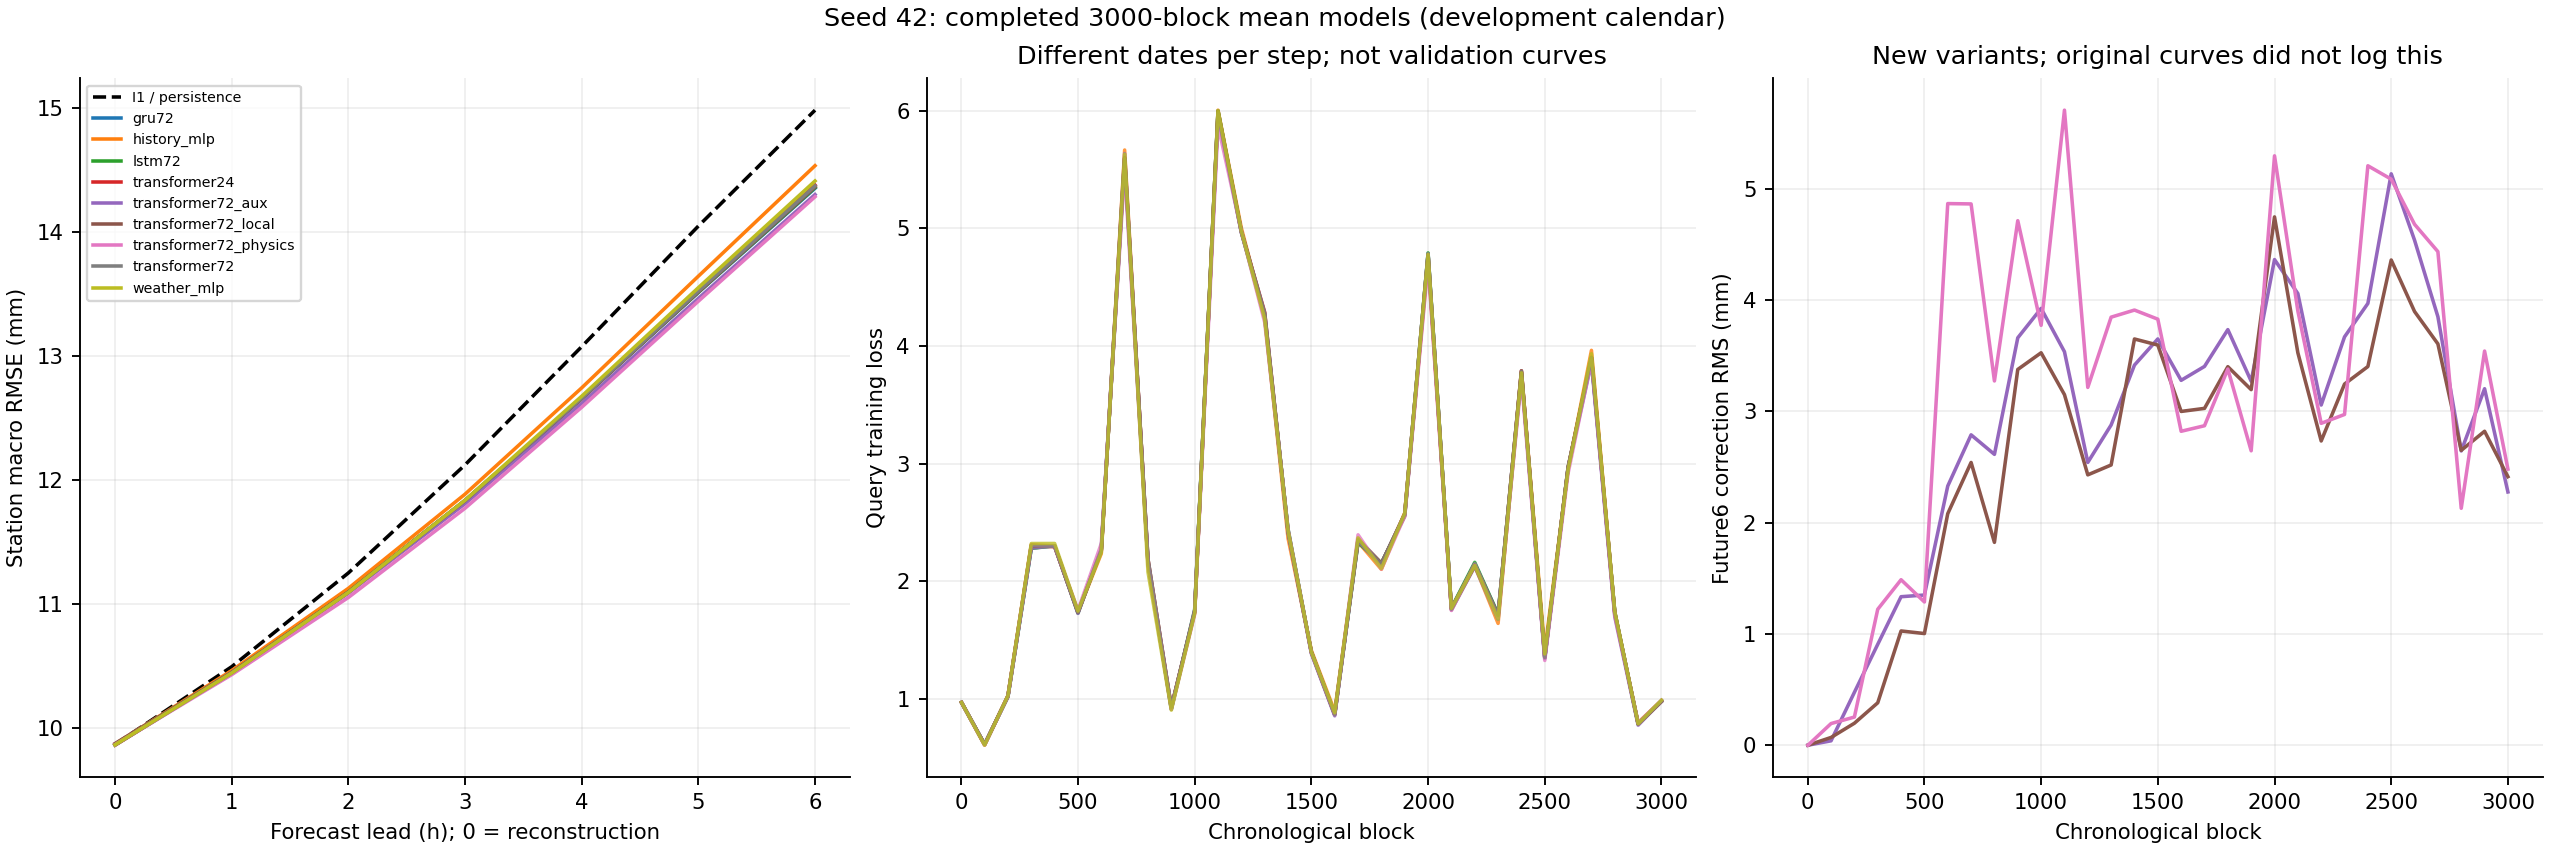 Seed 42: completed 3000-block mean models (development calendar)
Station macro RMSE (mm)
15
14
13
12
11
10
I1 / persistence
gru72
history_mlp
lstm72
transformer24
transformer72_aux
transformer72_local
transformer72_physics
transformer72
weather_mlp
0 1 2 3 4 5 6
Forecast lead (h); 0 = reconstruction
Different dates per step; not validation curves
Query training loss
6
5
4
3
2
1
0 500 1000 1500 2000 2500 3000
Chronological block
New variants; original curves did not log this
Future6 correction RMS (mm)
5
4
3
2
1
0
0 500 1000 1500 2000 2500 3000
Chronological block